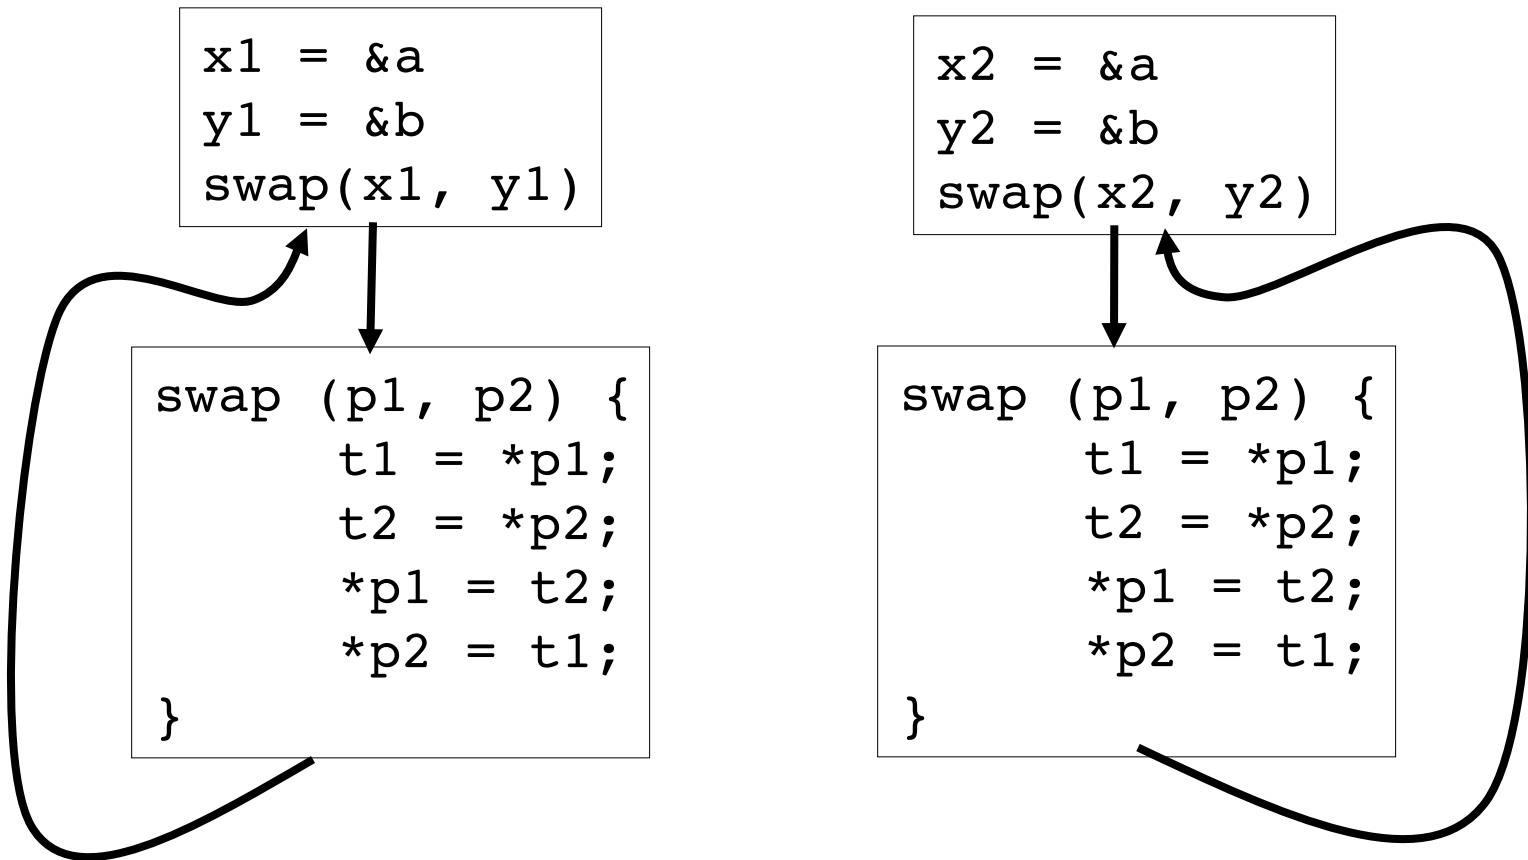 x1 = &a
y1 = &b
swap(x1, y1)
swap (p1, p2) {
t1 = *p1;
t2 = *p2;
*p1 = t2;
*p2 = t1;
}
x2 = &a
y2 = &b
swap(x2, y2)
swap (p1, p2) {
t1 = *p1;
t2 = *p2;
*p1 = t2;
*p2 = t1;
}